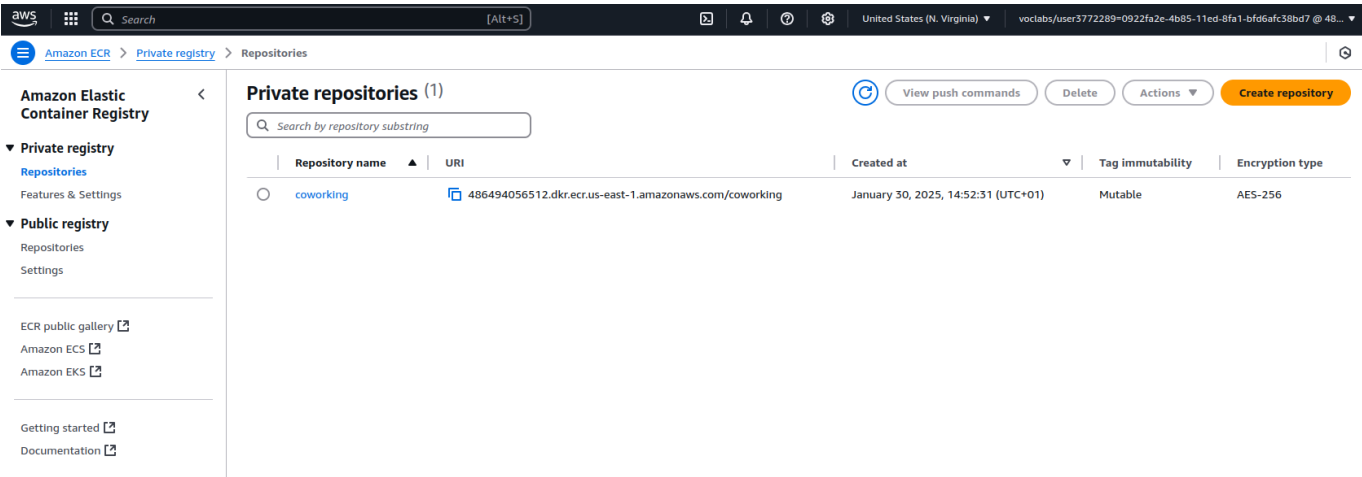 aws
Search [Alt+S]
United States (N. Virginia) ▼
voclabs/user3772289=0922fa2e-4b85-11ed-8fa1-bfd6afc38bd7 @ 48... ▼
Amazon ECR > Private registry > Repositories
Amazon Elastic
Container Registry
Private registry
Repositories
Features & Settings
Public registry
Repositories
Settings
ECR public gallery
Amazon ECS
Amazon EKS
Getting started
Documentation
Private repositories (1)
View push commands
Delete
Actions ▼
Create repository
Search by repository substring
Repository name ▲ URI Created at Tag immutability Encryption type
coworking 486494056512.dkr.ecr.us-east-1.amazonaws.com/coworking January 30, 2025, 14:52:31 (UTC+01) Mutable AES-256